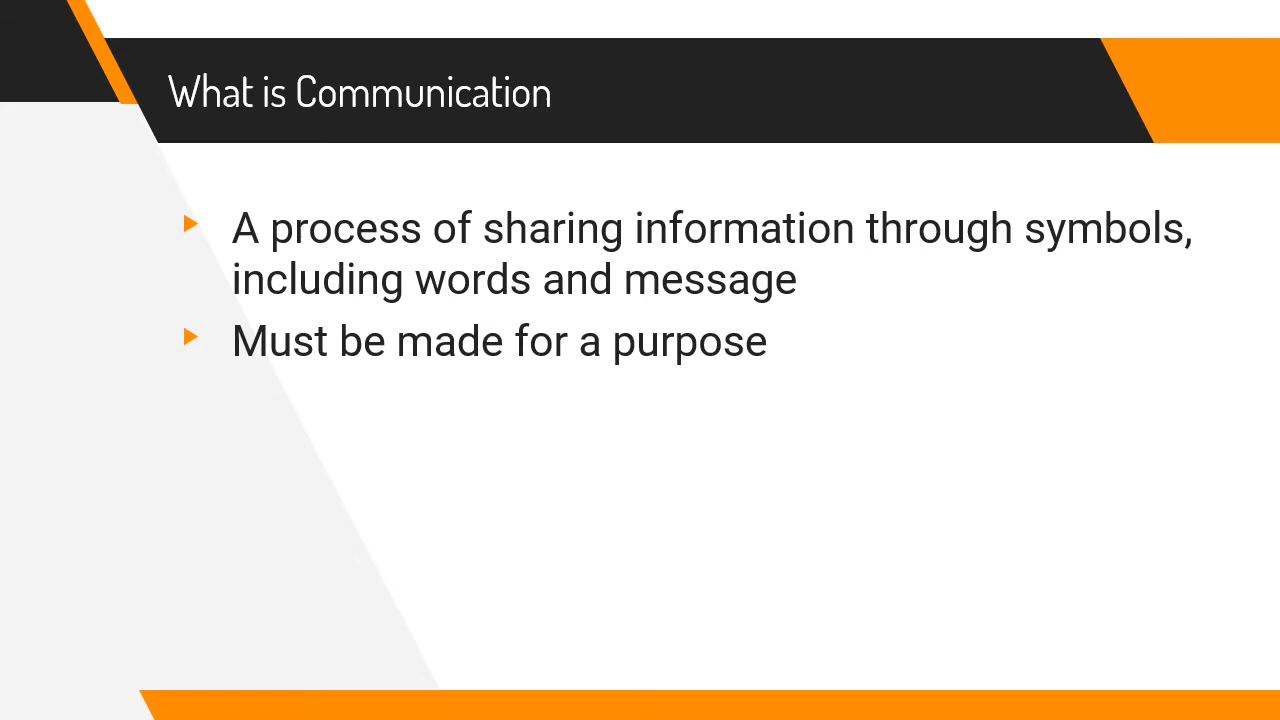 What is Communication
A process of sharing information through symbols,
including words and message
Must be made for a purpose